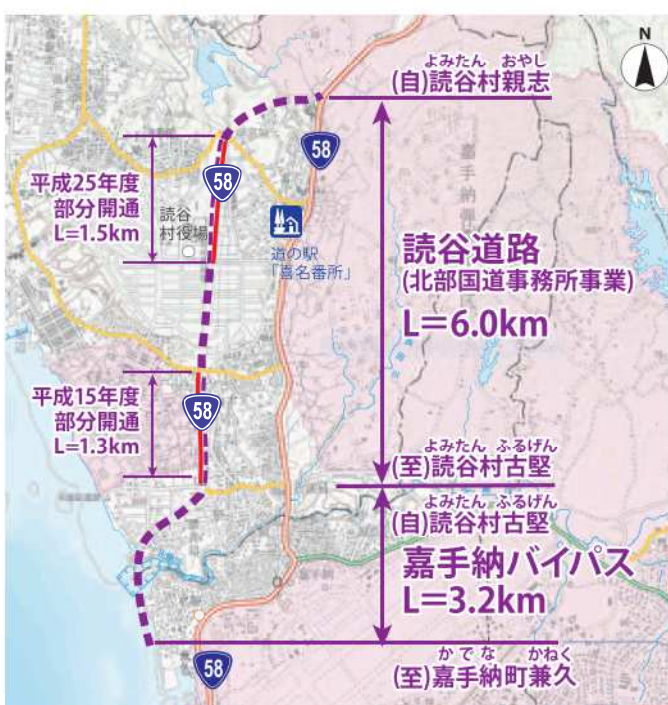 N
よみたん おやし
(自)読谷村親志
58
58
平成25年度
部分開通
L=1.5km
読谷
村役場
道の駅
「喜名番所」
読谷道路
(北部国道事務所事業)
L=6.0km
平成15年度
部分開通
L=1.3km
58
よみたん ふるげん
(至)読谷村古堅
よみたん ふるげん
(自)読谷村古堅
嘉手納バイパス
L=3.2km
58
かでな かねく
(至)嘉手納町兼久